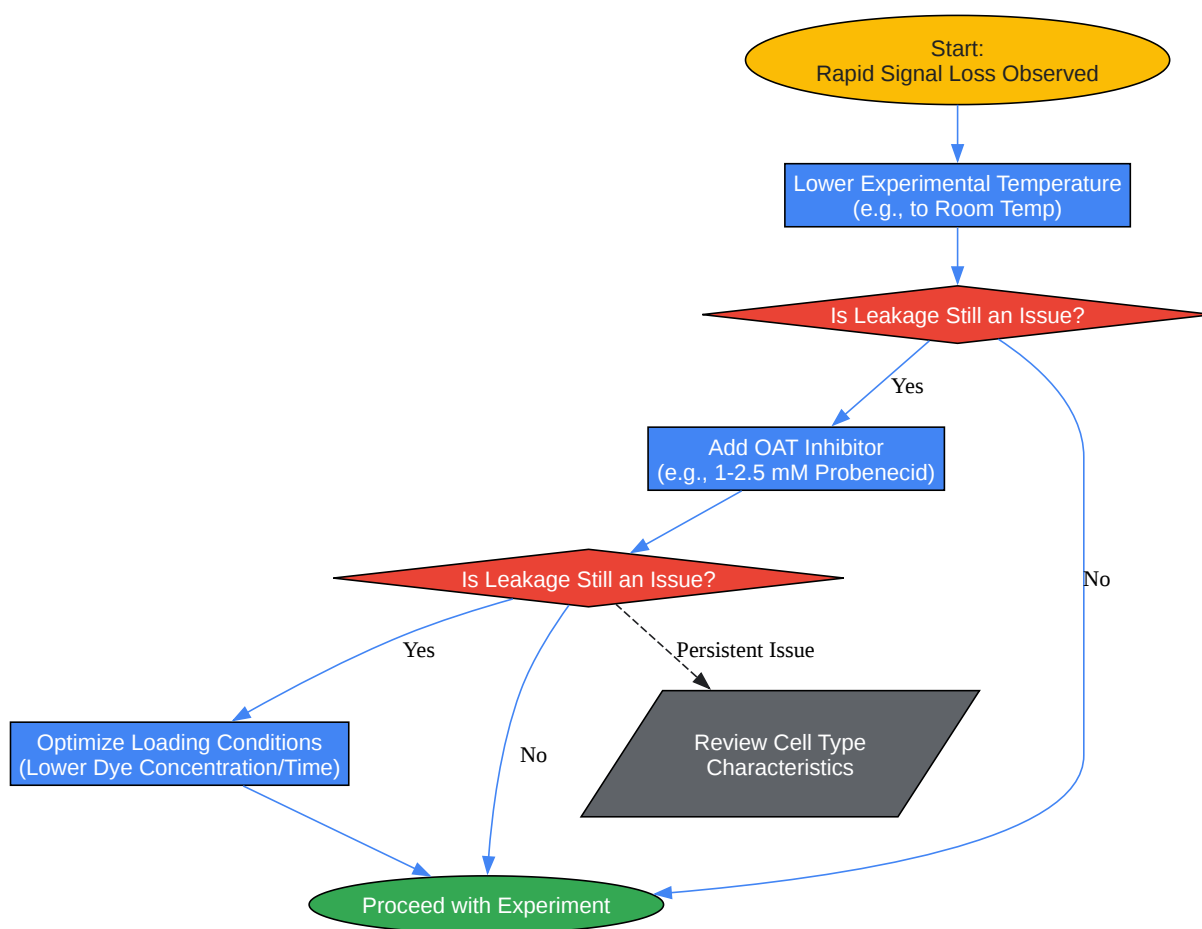 Start:
Rapid Signal Loss Observed
Lower Experimental Temperature
(e.g., to Room Temp)
Is Leakage Still an Issue?
Yes
Add OAT Inhibitor
(e.g., 1-2.5 mM Probenecid)
Is Leakage Still an Issue?
No
Yes
Persistent Issue
Optimize Loading Conditions
(Lower Dye Concentration/Time)
No
Review Cell Type
Characteristics
Proceed with Experiment